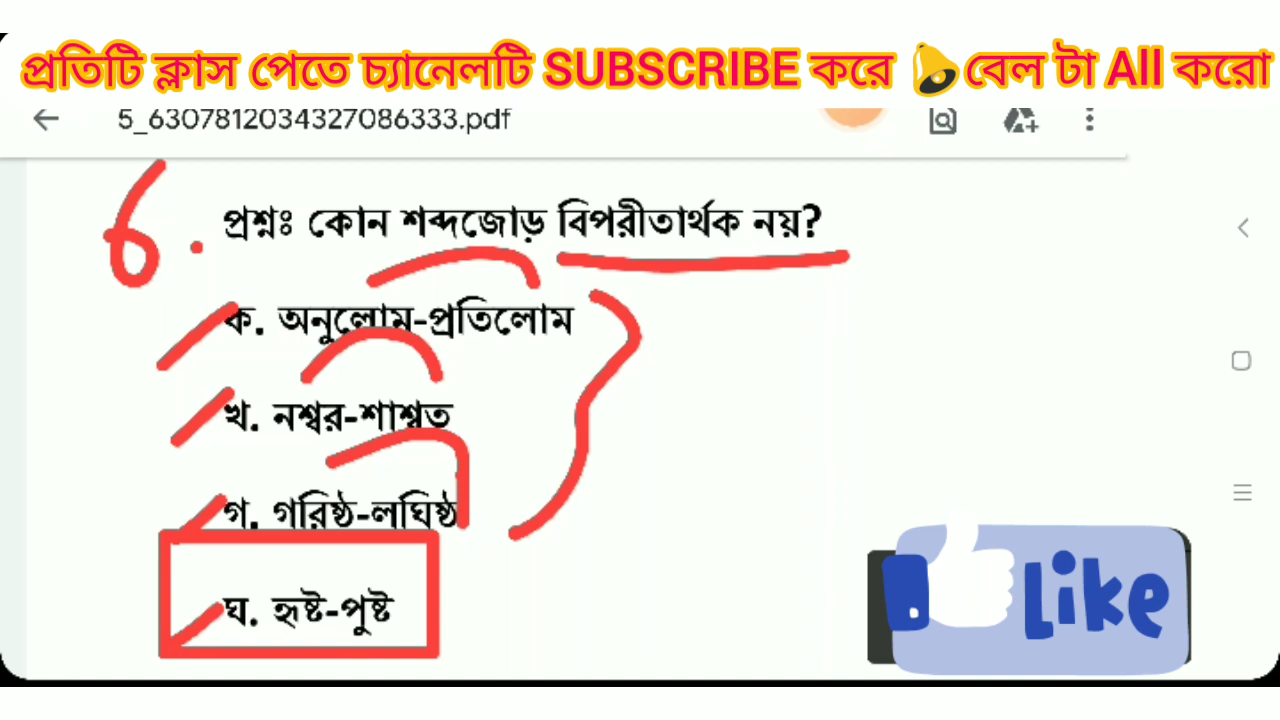 প্রতিটি ক্লাস পেতে চ্যানেলটি SUBSCRIBE করে 🔔বেল টা All করো
5_6307812034327086333.pdf
6.
প্রশ্নঃ কোন শব্দজোড় বিপরীতার্থক নয়?
ক. অনুলোম-প্রতিলোম
খ. নশ্বর-শাশ্বত
গ. গরিষ্ঠ-লঘিষ্ঠ
ঘ. হৃষ্ট-পুষ্ট
Like